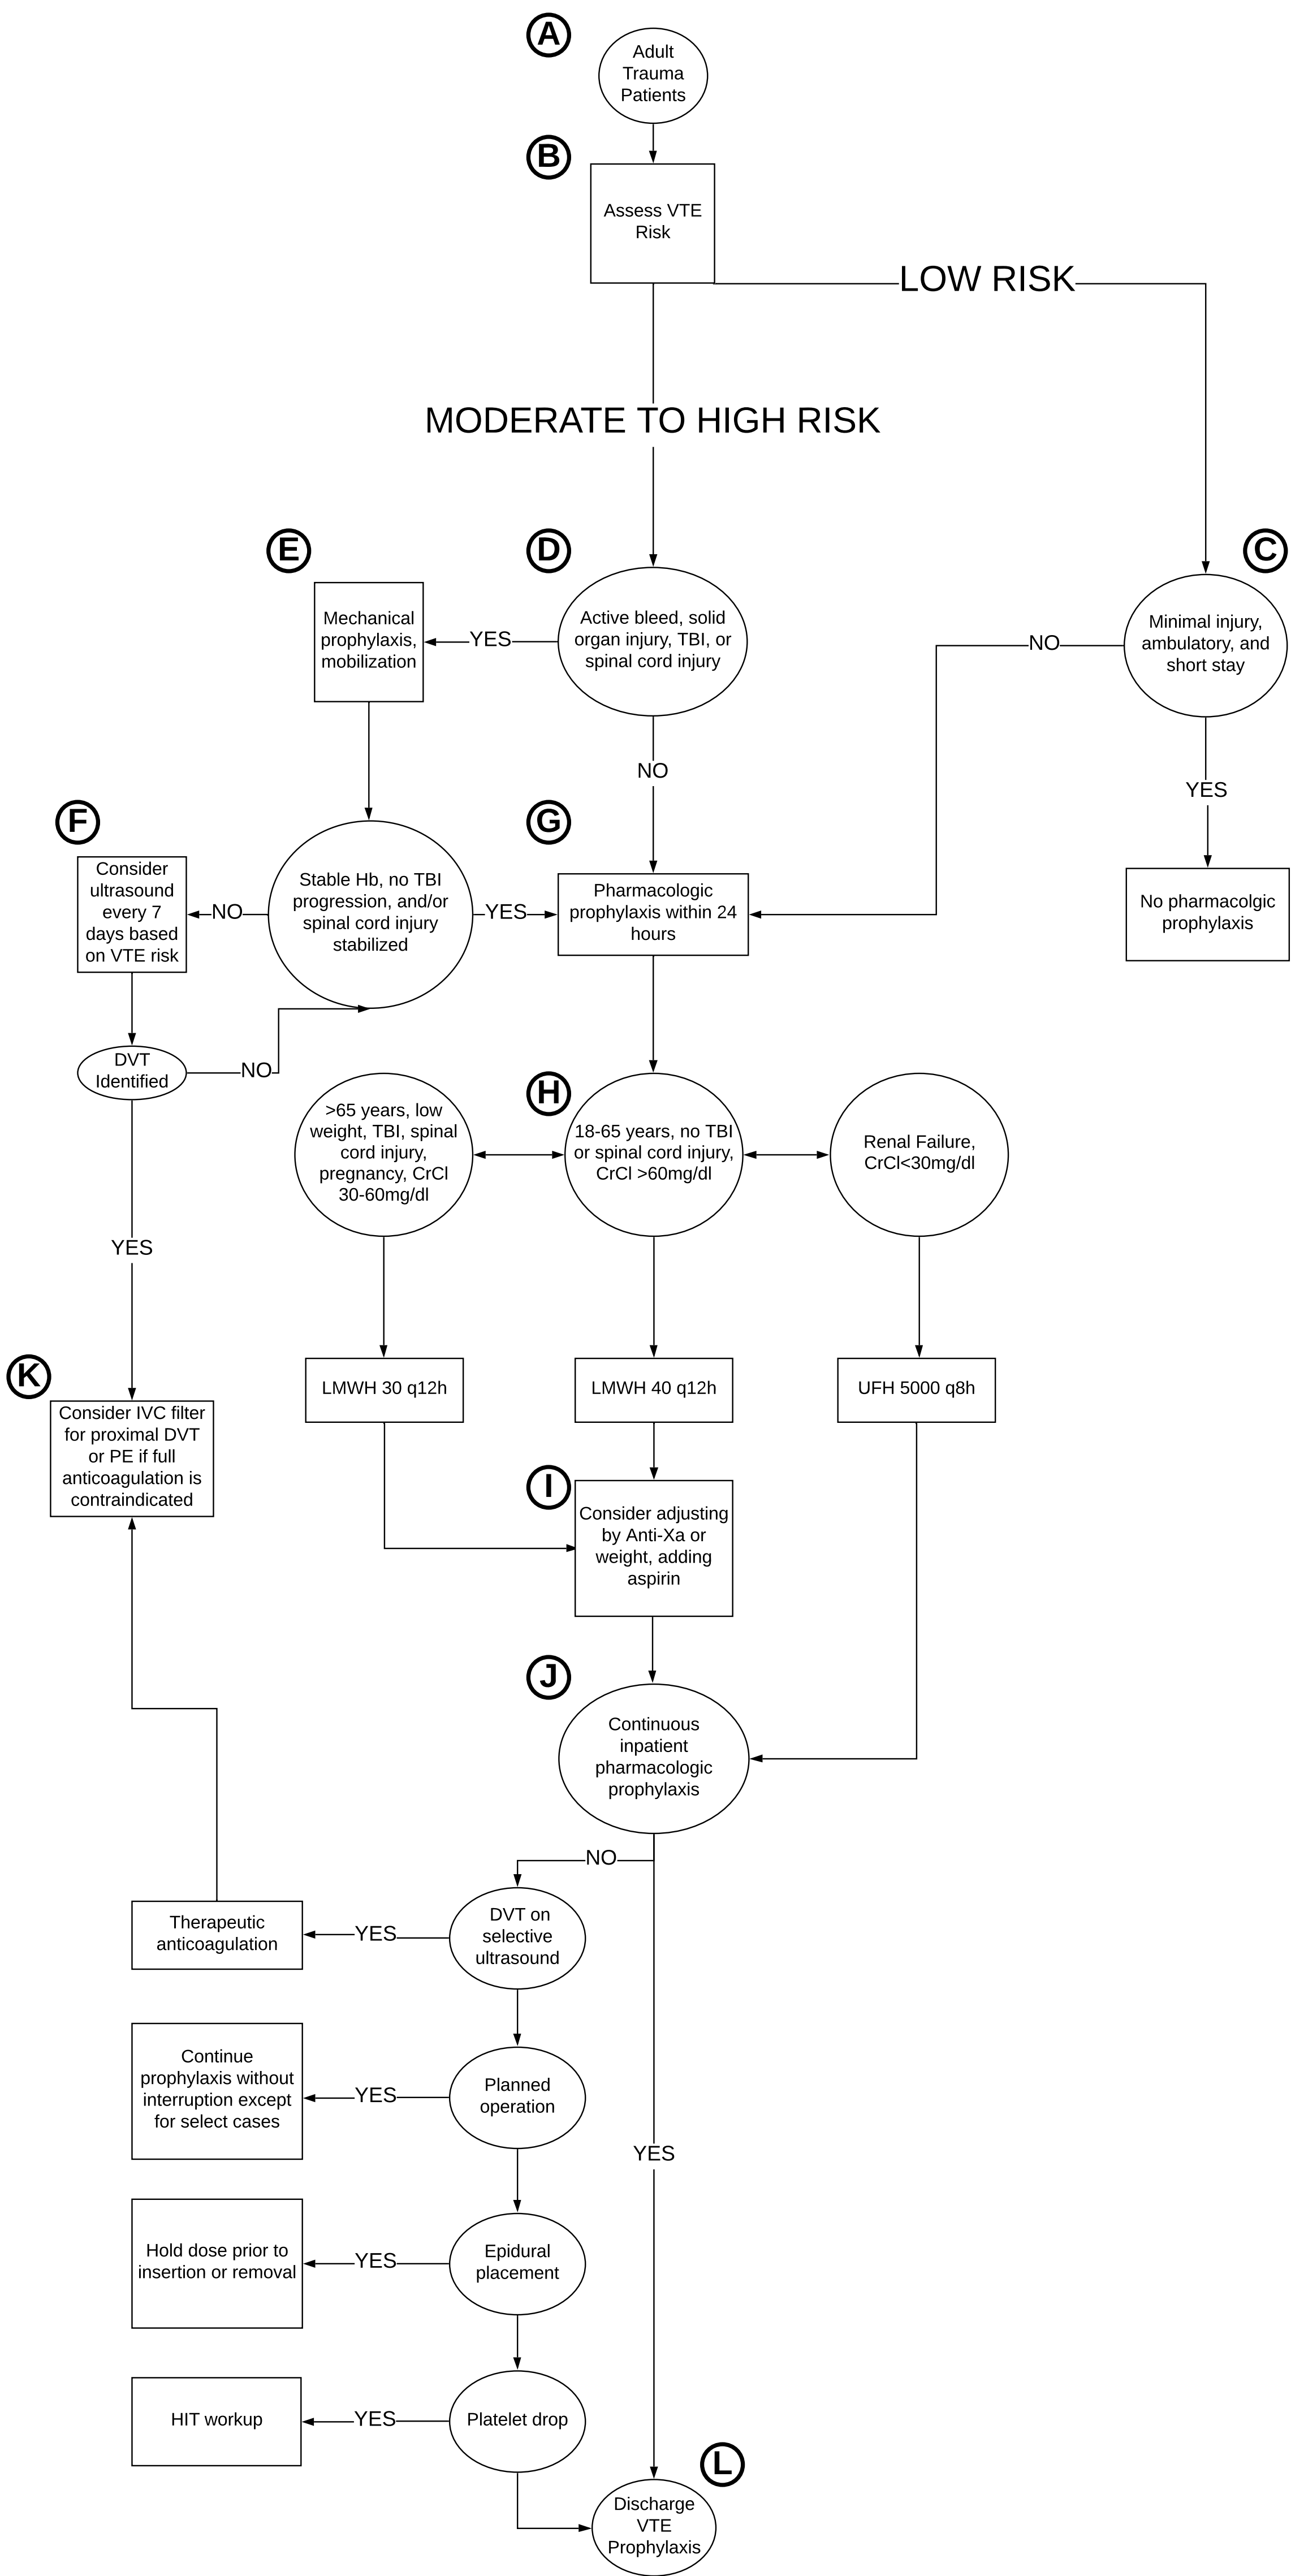 A
Adult
Trauma
Patients
B
Assess VTE
Risk
LOW RISK
MODERATE TO HIGH RISK
E
D
C
Mechanical
prophylaxis,
mobilization
YES
Active bleed, solid
organ injury, TBI, or
spinal cord injury
NO
Minimal injury,
ambulatory, and
short stay
NO
YES
F
G
Consider
ultrasound
every 7
days based
on VTE risk
NO
Stable Hb, no TBI
progression, and/or
spinal cord injury
stabilized
YES
Pharmacologic
prophylaxis within 24
hours
No pharmacolgic
prophylaxis
DVT
Identified
NO
H
>65 years, low
weight, TBI, spinal
cord injury,
pregnancy, CrCl
30-60mg/dl
18-65 years, no TBI
or spinal cord injury,
CrCl >60mg/dl
Renal Failure,
CrCl<30mg/dl
YES
K
LMWH 30 q12h
LMWH 40 q12h
UFH 5000 q8h
Consider IVC filter
for proximal DVT
or PE if full
anticoagulation is
contraindicated
I
Consider adjusting
by Anti-Xa or
weight, adding
aspirin
J
Continuous
inpatient
pharmacologic
prophylaxis
NO
Therapeutic
anticoagulation
YES
DVT on
selective
ultrasound
Continue
prophylaxis without
interruption except
for select cases
YES
Planned
operation
YES
Hold dose prior to
insertion or removal
YES
Epidural
placement
HIT workup
YES
Platelet drop
L
Discharge
VTE
Prophylaxis